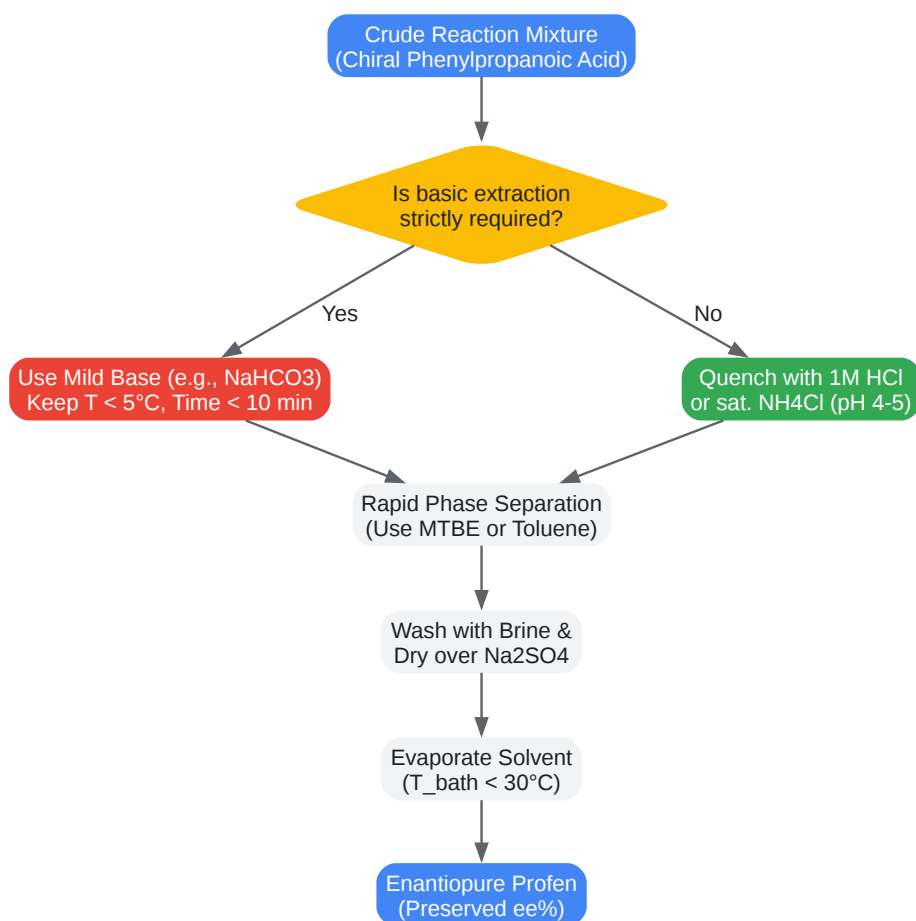 Crude Reaction Mixture
(Chiral Phenylpropanoic Acid)
Is basic extraction
strictly required?
Yes
No
Use Mild Base (e.g., NaHCO3)
Keep T < 5°C, Time < 10 min
Quench with 1M HCl
or sat. NH4Cl (pH 4-5)
Rapid Phase Separation
(Use MTBE or Toluene)
Wash with Brine &
Dry over Na2SO4
Evaporate Solvent
(T_bath < 30°C)
Enantiopure Profen
(Preserved ee%)